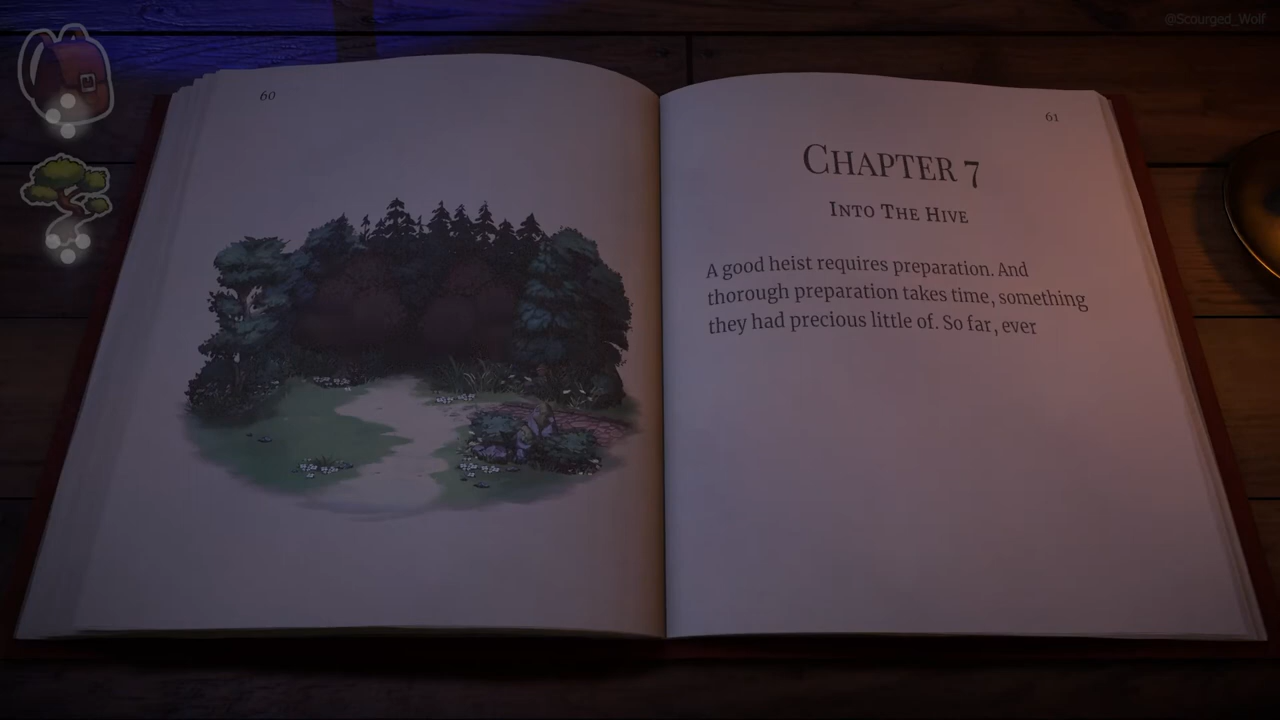 @Scourged_Wolf
60
61
Chapter 7
Into The Hive
A good heist requires preparation. And
thorough preparation takes time, something
they had precious little of. So far, ever